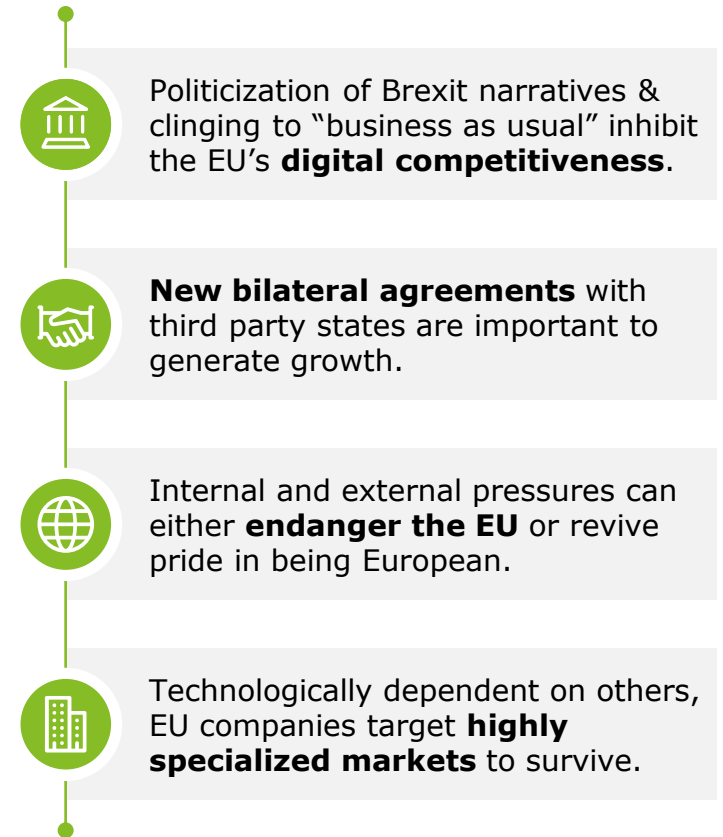 Politicization of Brexit narratives &
clinging to “business as usual” inhibit
the EU’s digital competitiveness.
New bilateral agreements with
third party states are important to
generate growth.
Internal and external pressures can
either endanger the EU or revive
pride in being European.
Technologically dependent on others,
EU companies target highly
specialized markets to survive.